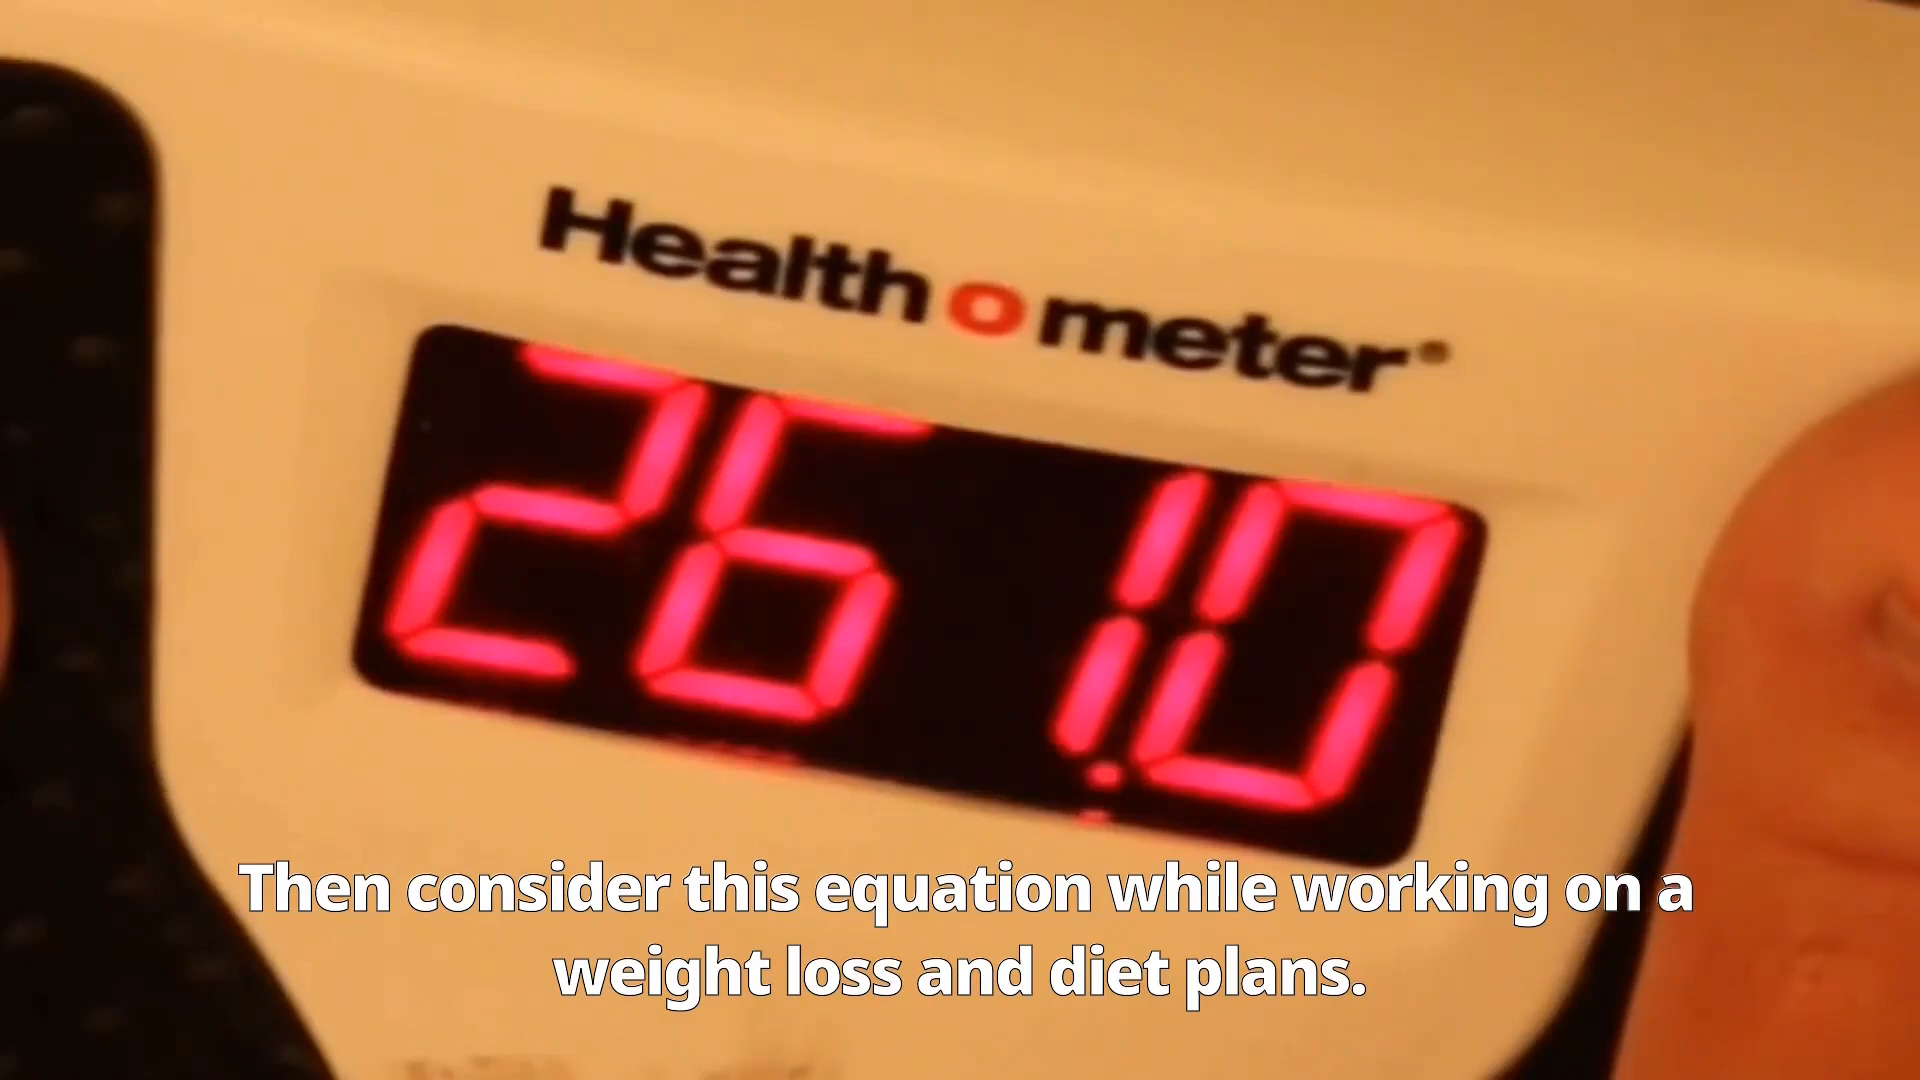 Health o meter®
261.0
Then consider this equation while working on a
weight loss and diet plans.